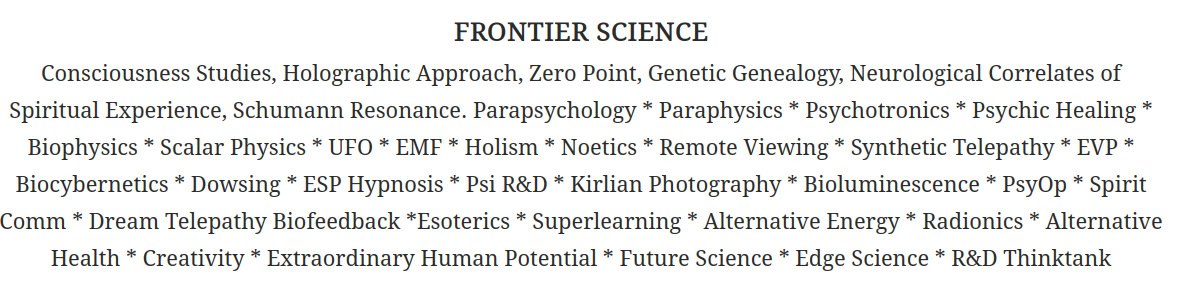 FRONTIER SCIENCE
Consciousness Studies, Holographic Approach, Zero Point, Genetic Genealogy, Neurological Correlates of
Spiritual Experience, Schumann Resonance. Parapsychology * Paraphysics * Psychotronics * Psychic Healing *
Biophysics * Scalar Physics * UFO * EMF * Holism * Noetics * Remote Viewing * Synthetic Telepathy * EVP *
Biocybernetics * Dowsing * ESP Hypnosis * Psi R&D * Kirlian Photography * Bioluminescence * PsyOp * Spirit
Comm * Dream Telepathy Biofeedback *Esoterics * Superlearning * Alternative Energy * Radionics * Alternative
Health * Creativity * Extraordinary Human Potential * Future Science * Edge Science * R&D Thinktank